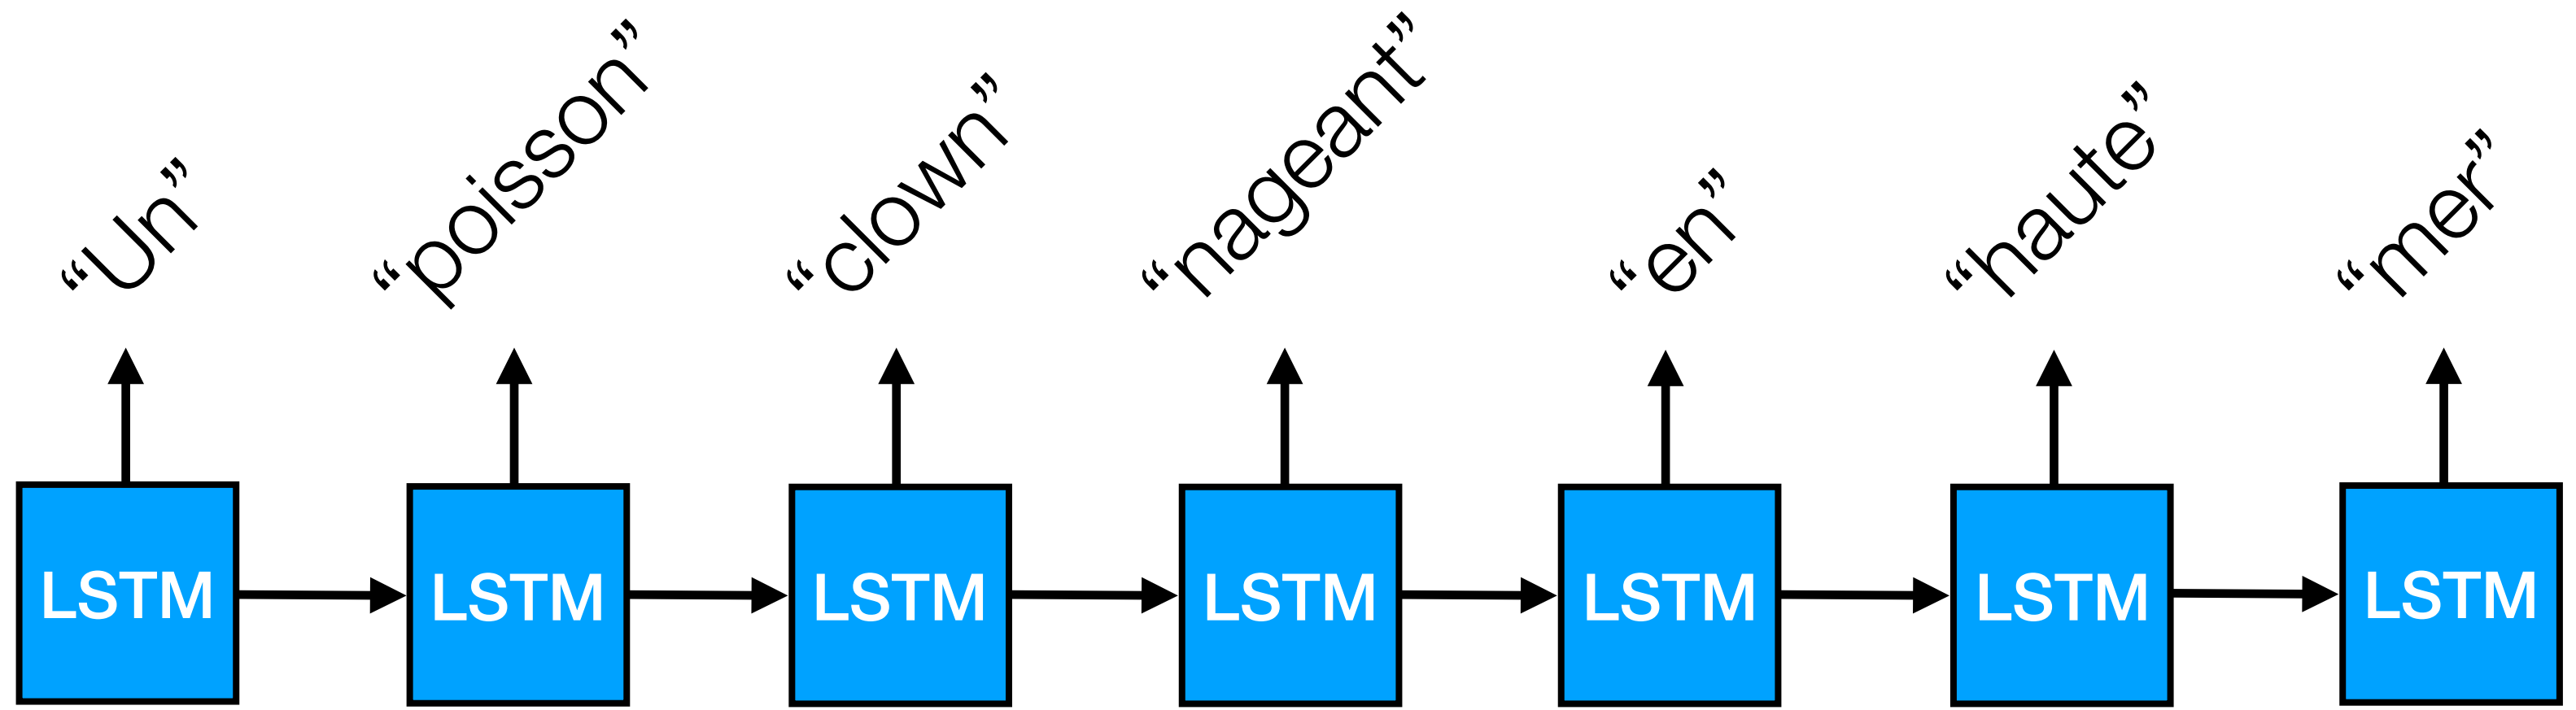 “Un” “poisson” “clown” “nageant” “en” “haute” “mer”
LSTM LSTM LSTM LSTM LSTM LSTM LSTM